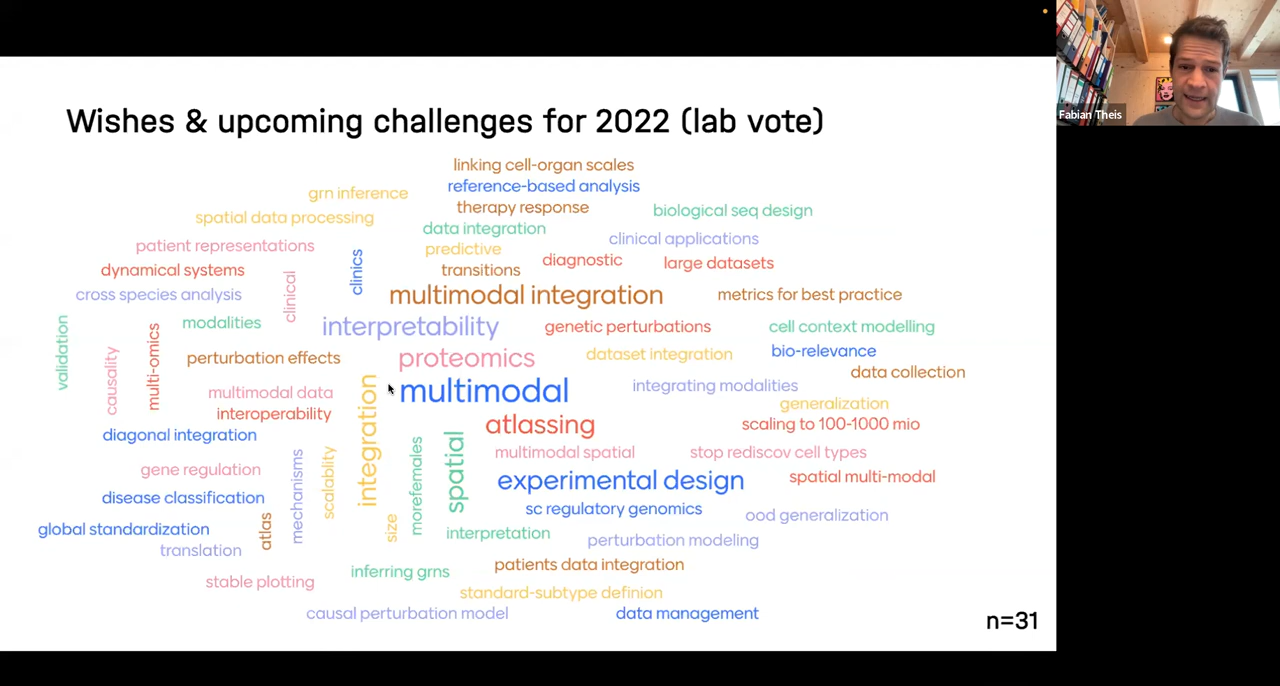 Fabian Theis
Wishes & upcoming challenges for 2022 (lab vote)
linking cell-organ scales
reference-based analysis
grn inference
therapy response
biological seq design
spatial data processing
data integration
clinical applications
patient representations
predictive
diagnostic
large datasets
dynamical systems
clinics
transitions
clinical
cross species analysis
multimodal integration
metrics for best practice
modalities
interpretability
genetic perturbations
cell context modelling
validation
causality
multi-omics
perturbation effects
proteomics
dataset integration
bio-relevance
data collection
multimodal data
multimodal
integrating modalities
generalization
interoperability
integration
atlassing
scaling to 100-1000 mio
diagonal integration
multimodal spatial
stop rediscov cell types
gene regulation
mechanisms
scalablity
morefemales
spatial
experimental design
spatial multi-modal
disease classification
sc regulatory genomics
ood generalization
global standardization
atlas
size
interpretation
perturbation modeling
translation
patients data integration
stable plotting
inferring grns
standard-subtype definion
causal perturbation model
data management
n=31